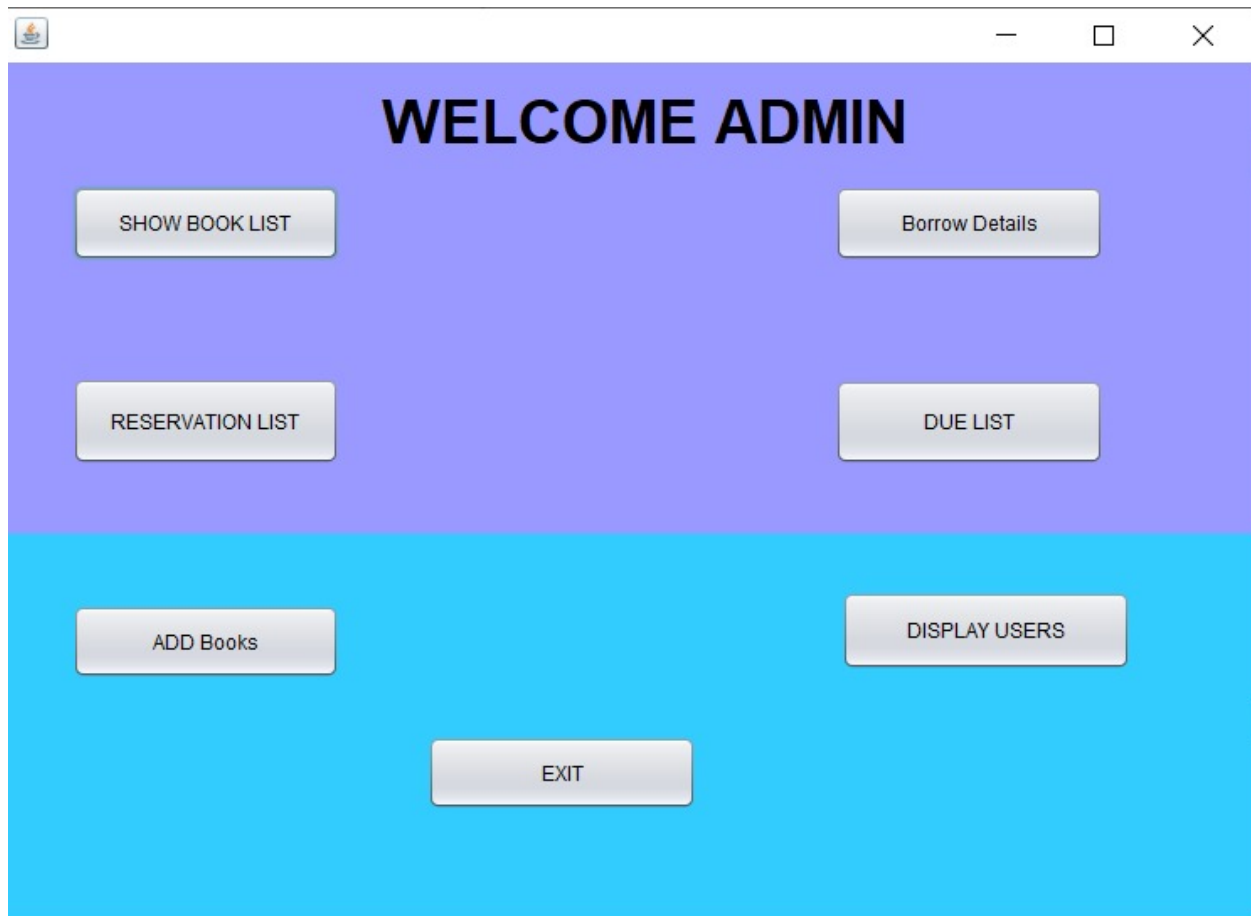 WELCOME ADMIN
SHOW BOOK LIST
Borrow Details
RESERVATION LIST
DUE LIST
ADD Books
DISPLAY USERS
EXIT